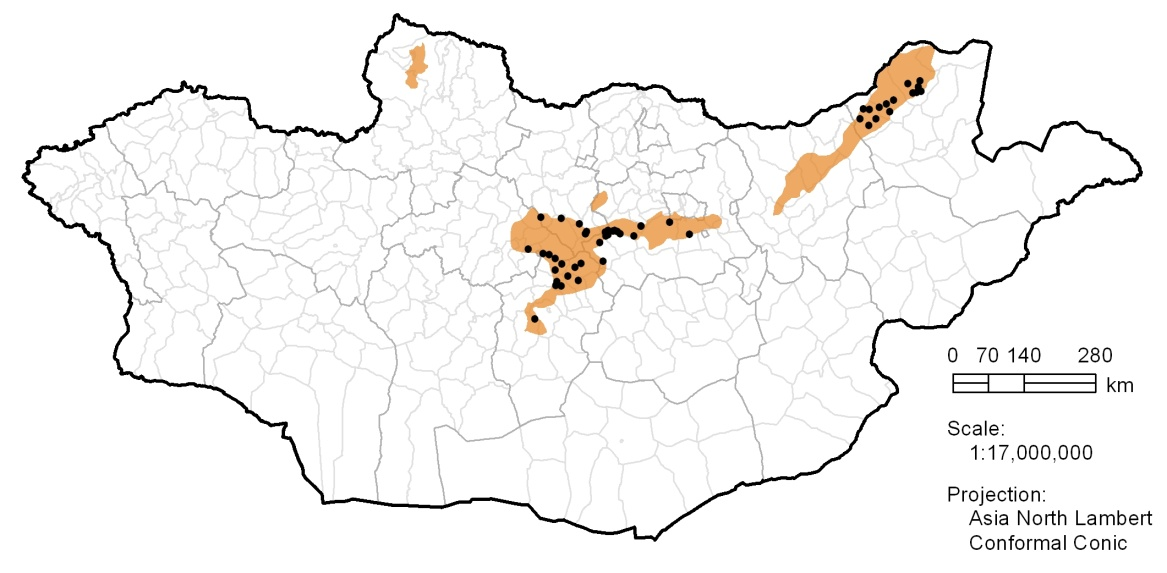 0 70 140 280
km
Scale:
1:17,000,000
Projection:
Asia North Lambert
Conformal Conic